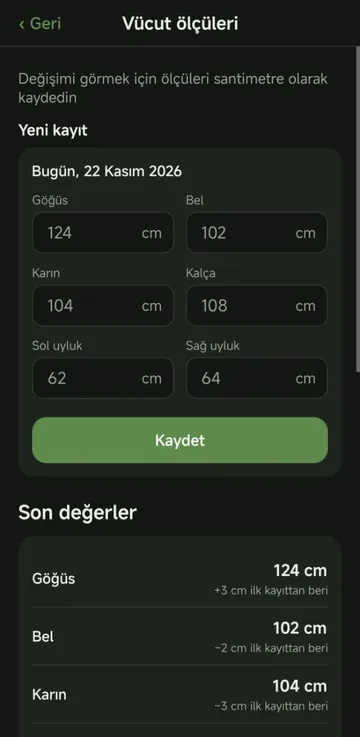 ‹ Geri
Vücut ölçüleri
Değişimi görmek için ölçüleri santimetre olarak
kaydedin
Yeni kayıt
Bugün, 22 Kasım 2026
Göğüs
Bel
124 cm
102 cm
Karın
Kalça
104 cm
108 cm
Sol uyluk
Sağ uyluk
62 cm
64 cm
Kaydet
Son değerler
Göğüs
124 cm
+3 cm ilk kayıttan beri
Bel
102 cm
−2 cm ilk kayıttan beri
Karın
104 cm
−3 cm ilk kayıttan beri